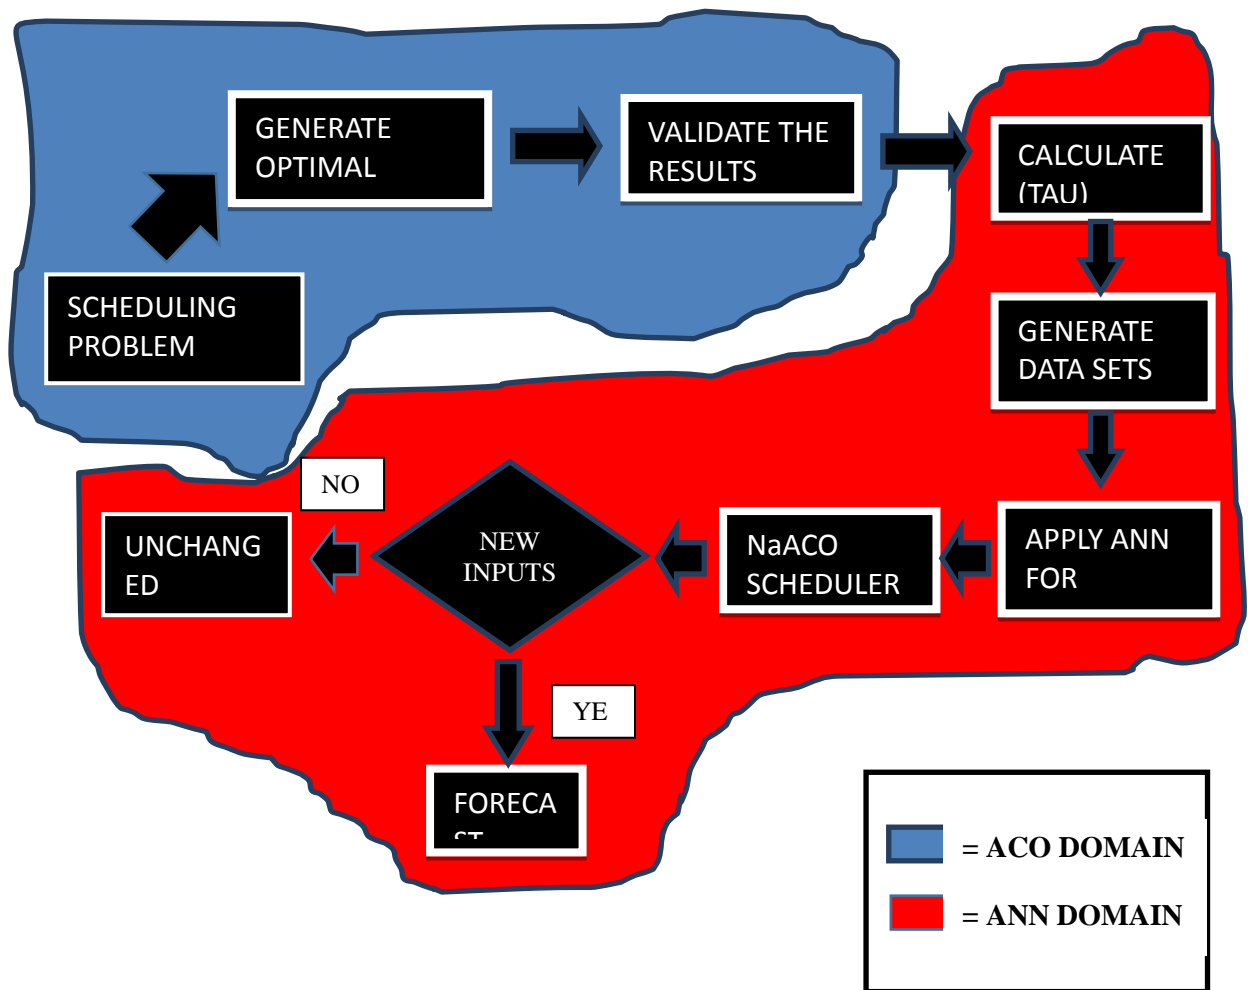 GENERATE
OPTIMAL
VALIDATE THE
RESULTS
CALCULATE
(TAU)
SCHEDULING
PROBLEM
GENERATE
DATA SETS
NO
UNCHANG
ED
NEW
INPUTS
NaACO
SCHEDULER
APPLY ANN
FOR
YE
FORECA
ST
= ACO DOMAIN
= ANN DOMAIN